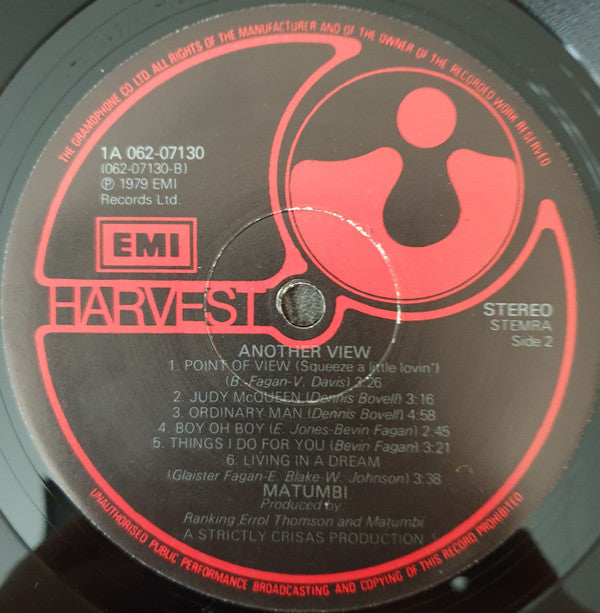 THE GRAMOPHONE CO LTD. ALL RIGHTS OF THE MANUFACTURER AND OF THE OWNER OF THE RECORDED WORK RESERVED
1A 062-07130
(062-07130-B)
Ⓟ 1979 EMI
Records Ltd.
EMI
HARVEST
STEREO
STEMRA
Side 2
ANOTHER VIEW
1. POINT OF VIEW (Squeeze a little lovin')
(B. Fagan-V. Davis) 3:26
2. JUDY McQUEEN (Dennis Bovell) 3:16
3. ORDINARY MAN (Dennis Bovell) 4:58
4. BOY OH BOY (E. Jones-Bevin Fagan) 2:45
5. THINGS I DO FOR YOU (Bevin Fagan) 3:21
6. LIVING IN A DREAM
(Glaister Fagan-E. Blake-W. Johnson) 3:38
MATUMBI
Produced by
Ranking Errol Thomson and Matumbi
A STRICTLY CRISAS PRODUCTION
UNAUTHORISED PUBLIC PERFORMANCE BROADCASTING AND COPYING OF THIS RECORD PROHIBITED